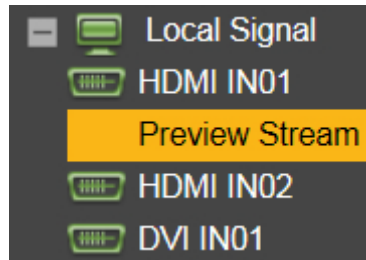 Local Signal
HDMI IN01
Preview Stream
HDMI IN02
DVI IN01